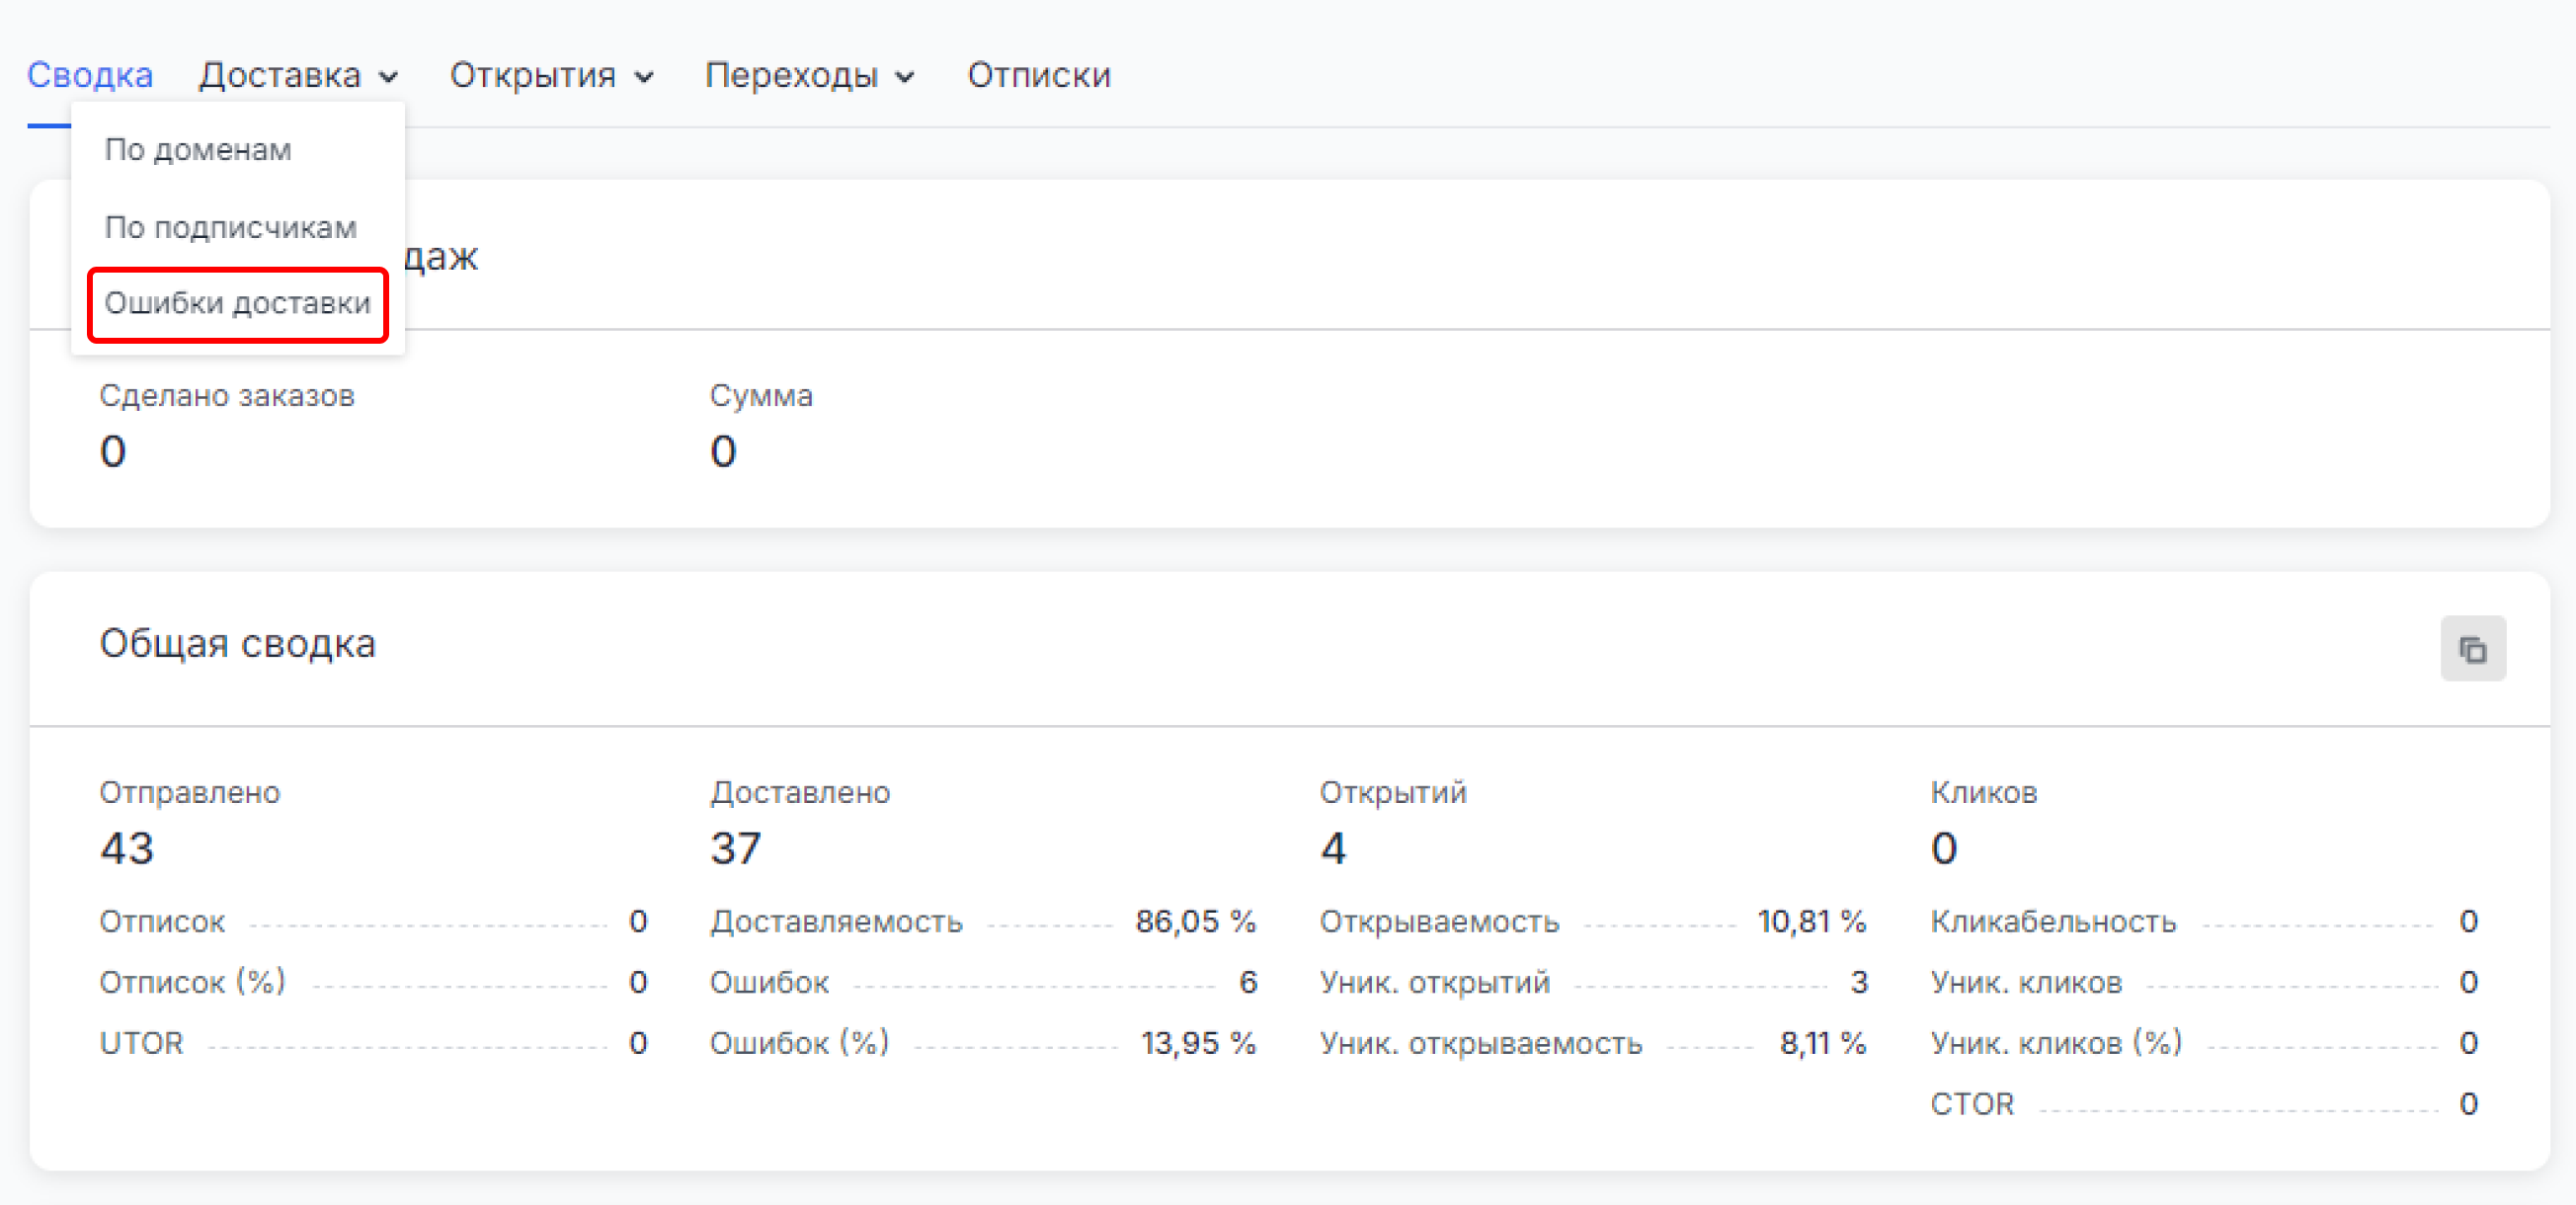 Сводка Доставка Открытия Переходы Отписки
По доменам
По подписчикам
Ошибки доставки
даж
Сделано заказов Сумма
0 0
Общая сводка
Отправлено Доставлено Открытий Кликов
43 37 4 0
Отписок 0 Доставляемость 86,05 % Открываемость 10,81 % Кликабельность 0
Отписок (%) 0 Ошибок 6 Уник. открытий 3 Уник. кликов 0
UTOR 0 Ошибок (%) 13,95 % Уник. открываемость 8,11 % Уник. кликов (%) 0
CTOR 0